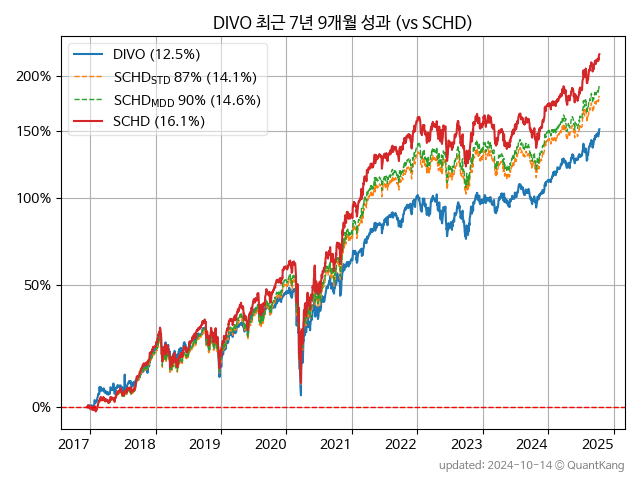 DIVO 최근 7년 9개월 성과 (vs SCHD)
DIVO (12.5%)
SCHD_STD 87% (14.1%)
SCHD_MDD 90% (14.6%)
SCHD (16.1%)
200%
150%
100%
50%
0%
2017 2018 2019 2020 2021 2022 2023 2024 2025
updated: 2024-10-14 © QuantKang